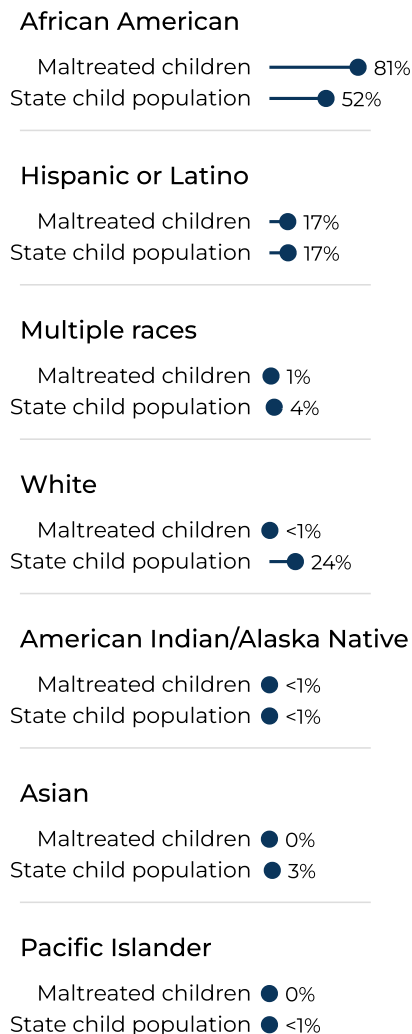 African American
Maltreated children 81%
State child population 52%
Hispanic or Latino
Maltreated children 17%
State child population 17%
Multiple races
Maltreated children 1%
State child population 4%
White
Maltreated children <1%
State child population 24%
American Indian/Alaska Native
Maltreated children <1%
State child population <1%
Asian
Maltreated children 0%
State child population 3%
Pacific Islander
Maltreated children 0%
State child population <1%